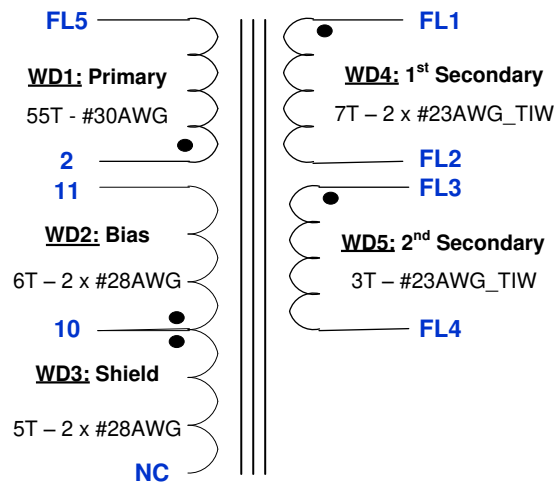 FL5
WD1: Primary
55T - #30AWG
2
11
WD2: Bias
6T – 2 x #28AWG
10
WD3: Shield
5T – 2 x #28AWG
NC
FL1
WD4: 1st Secondary
7T – 2 x #23AWG_TIW
FL2
FL3
WD5: 2nd Secondary
3T – #23AWG_TIW
FL4